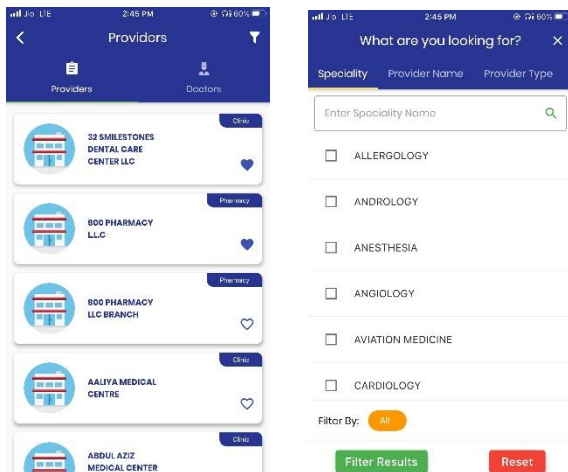 Jio LTE
2:45 PM
60%
Providers
Providers
Doctors
Clinic
32 SMILESTONES
DENTAL CARE
CENTER LLC
Pharmacy
800 PHARMACY
L.L.C
Pharmacy
800 PHARMACY
LLC BRANCH
Clinic
AALIYA MEDICAL
CENTRE
Clinic
ABDUL AZIZ
MEDICAL CENTER
Jio LTE
2:45 PM
60%
What are you looking for?
Speciality
Provider Name
Provider Type
Enter Speciality Name
ALLERGOLOGY
ANDROLOGY
ANESTHESIA
ANGIOLOGY
AVIATION MEDICINE
CARDIOLOGY
Filter By:
All
Filter Results
Reset